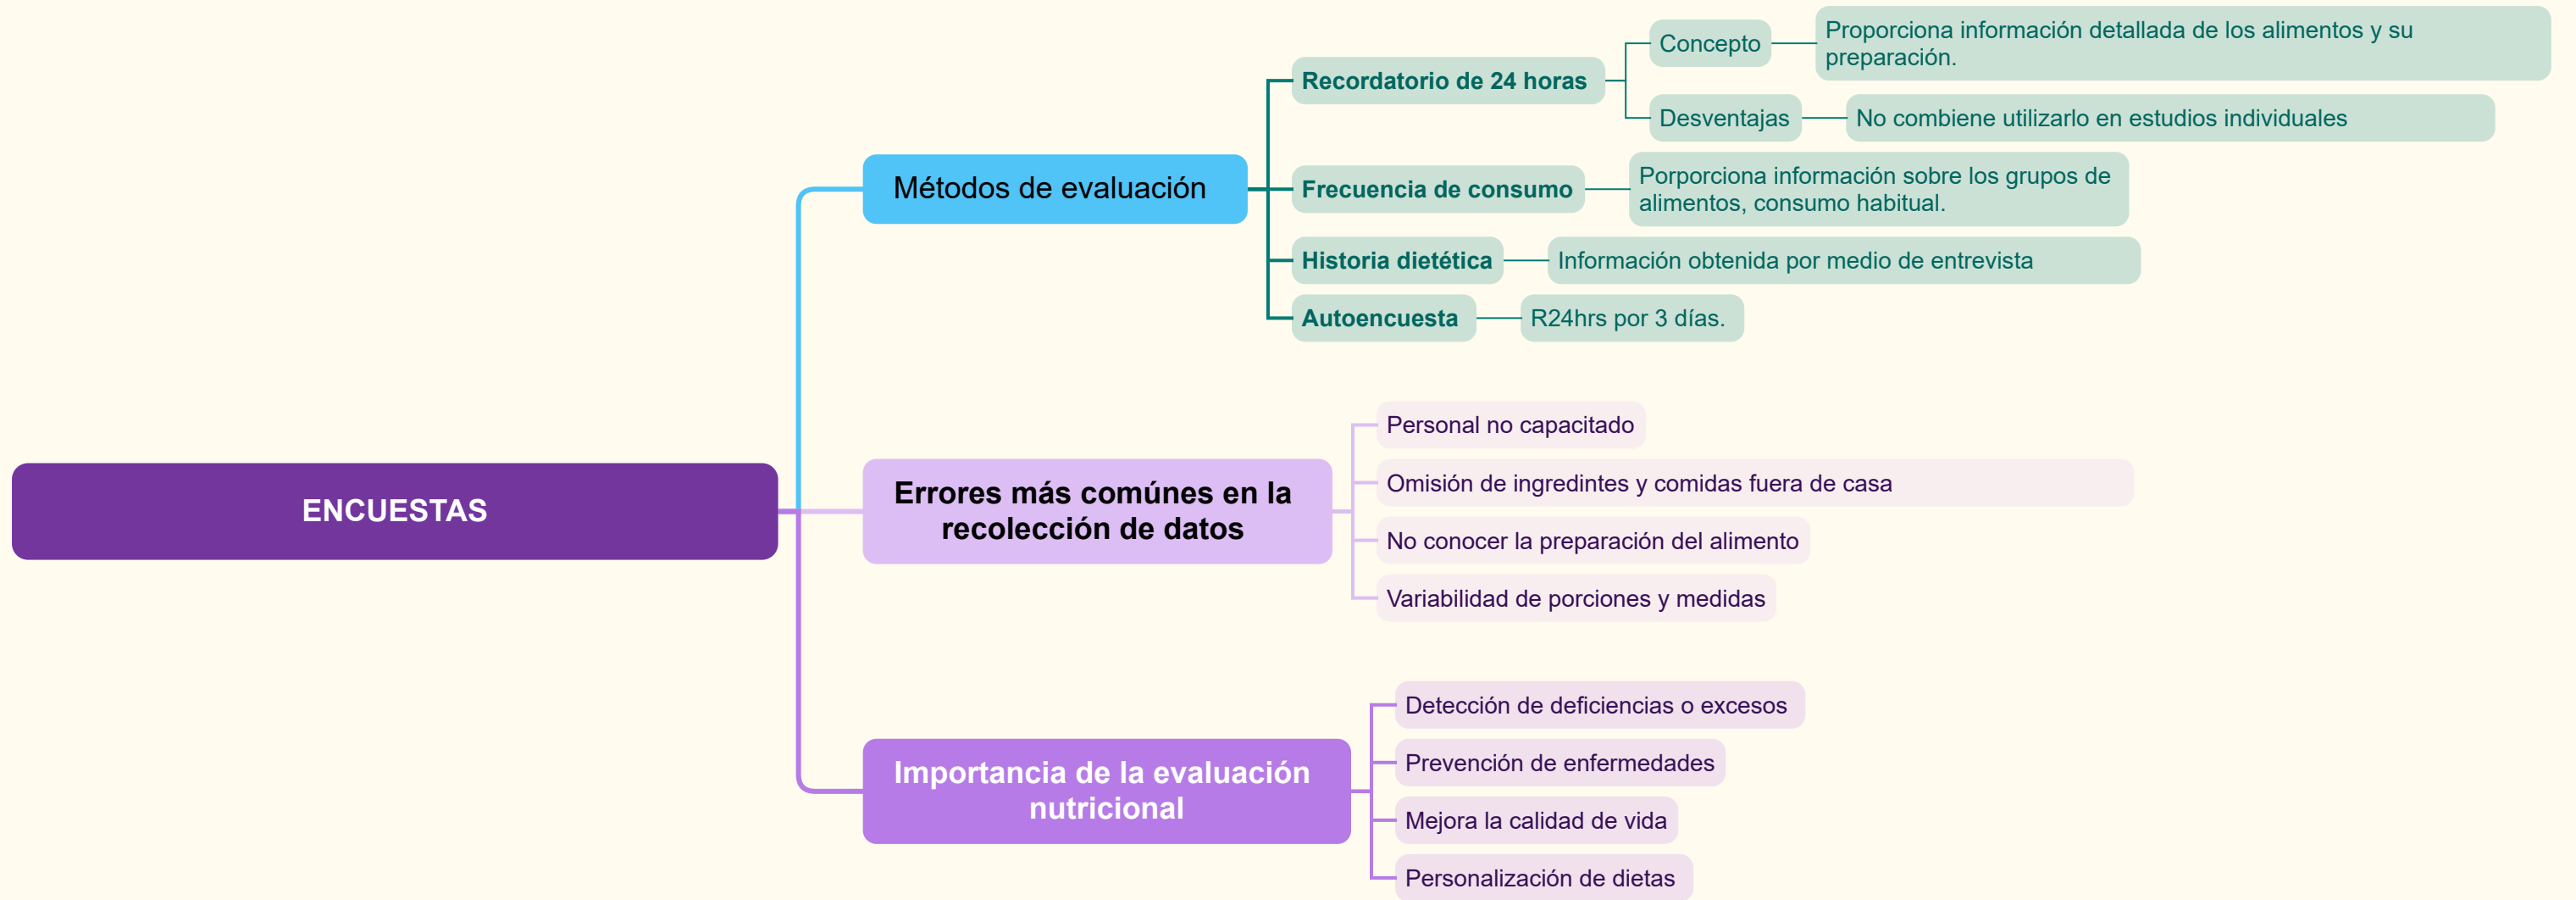 ENCUESTAS
Métodos de evaluación
Recordatorio de 24 horas
Concepto
Proporciona información detallada de los alimentos y su
preparación.
Desventajas
No combiene utilizarlo en estudios individuales
Frecuencia de consumo
Porporciona información sobre los grupos de
alimentos, consumo habitual.
Historia dietética
Información obtenida por medio de entrevista
Autoencuesta
R24hrs por 3 días.
Errores más comúnes en la
recolección de datos
Personal no capacitado
Omisión de ingredintes y comidas fuera de casa
No conocer la preparación del alimento
Variabilidad de porciones y medidas
Importancia de la evaluación
nutricional
Detección de deficiencias o excesos
Prevención de enfermedades
Mejora la calidad de vida
Personalización de dietas